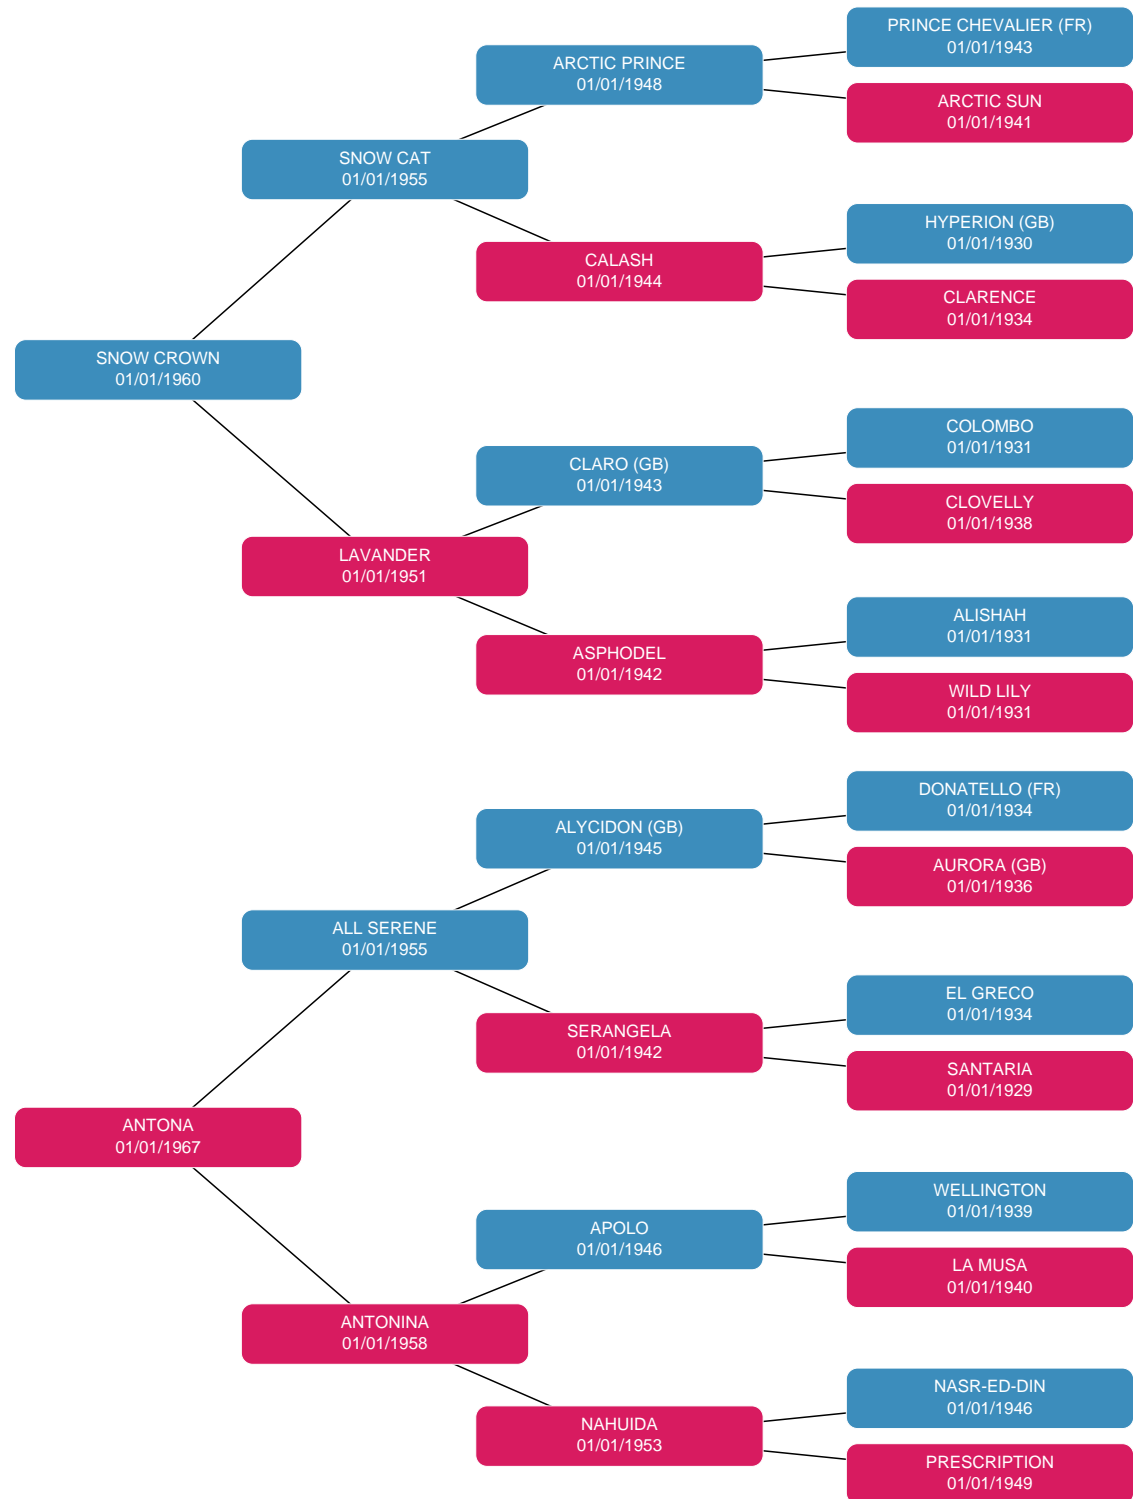 PRINCE CHEVALIER (FR)
01/01/1943
ARCTIC PRINCE
01/01/1948
ARCTIC SUN
01/01/1941
SNOW CAT
01/01/1955
HYPERION (GB)
01/01/1930
CALASH
01/01/1944
CLARENCE
01/01/1934
SNOW CROWN
01/01/1960
COLOMBO
01/01/1931
CLARO (GB)
01/01/1943
CLOVELLY
01/01/1938
LAVANDER
01/01/1951
ALISHAH
01/01/1931
ASPHODEL
01/01/1942
WILD LILY
01/01/1931
DONATELLO (FR)
01/01/1934
ALYCIDON (GB)
01/01/1945
AURORA (GB)
01/01/1936
ALL SERENE
01/01/1955
EL GRECO
01/01/1934
SERANGELA
01/01/1942
SANTARIA
01/01/1929
ANTONA
01/01/1967
WELLINGTON
01/01/1939
APOLO
01/01/1946
LA MUSA
01/01/1940
ANTONINA
01/01/1958
NASR-ED-DIN
01/01/1946
NAHUIDA
01/01/1953
PRESCRIPTION
01/01/1949